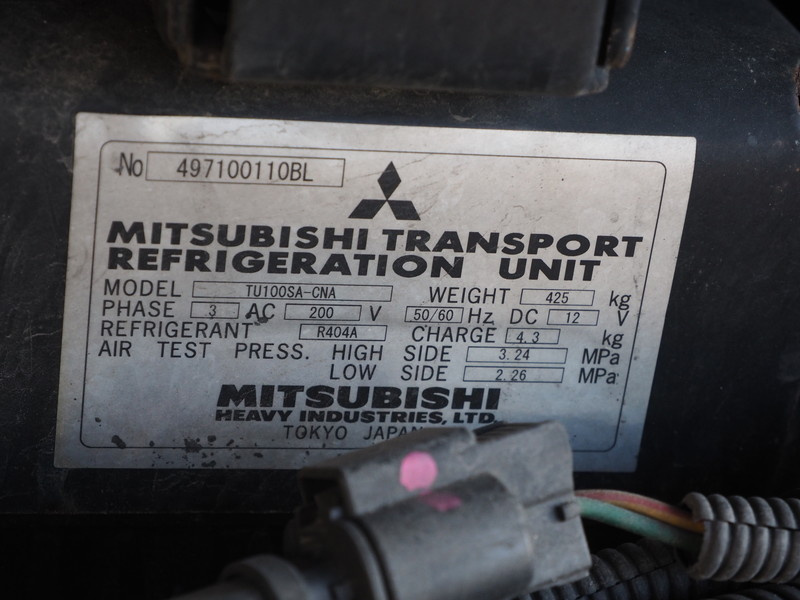 No 497100110BL
MITSUBISHI TRANSPORT
REFRIGERATION UNIT
MODEL TU100SA-CNA WEIGHT 425 kg
PHASE 3 AC 200 V 50/60 Hz DC 12 V
REFRIGERANT R404A CHARGE 4.3 kg
AIR TEST PRESS. HIGH SIDE 3.24 MPa
LOW SIDE 2.26 MPa
MITSUBISHI
HEAVY INDUSTRIES, LTD.
TOKYO JAPAN